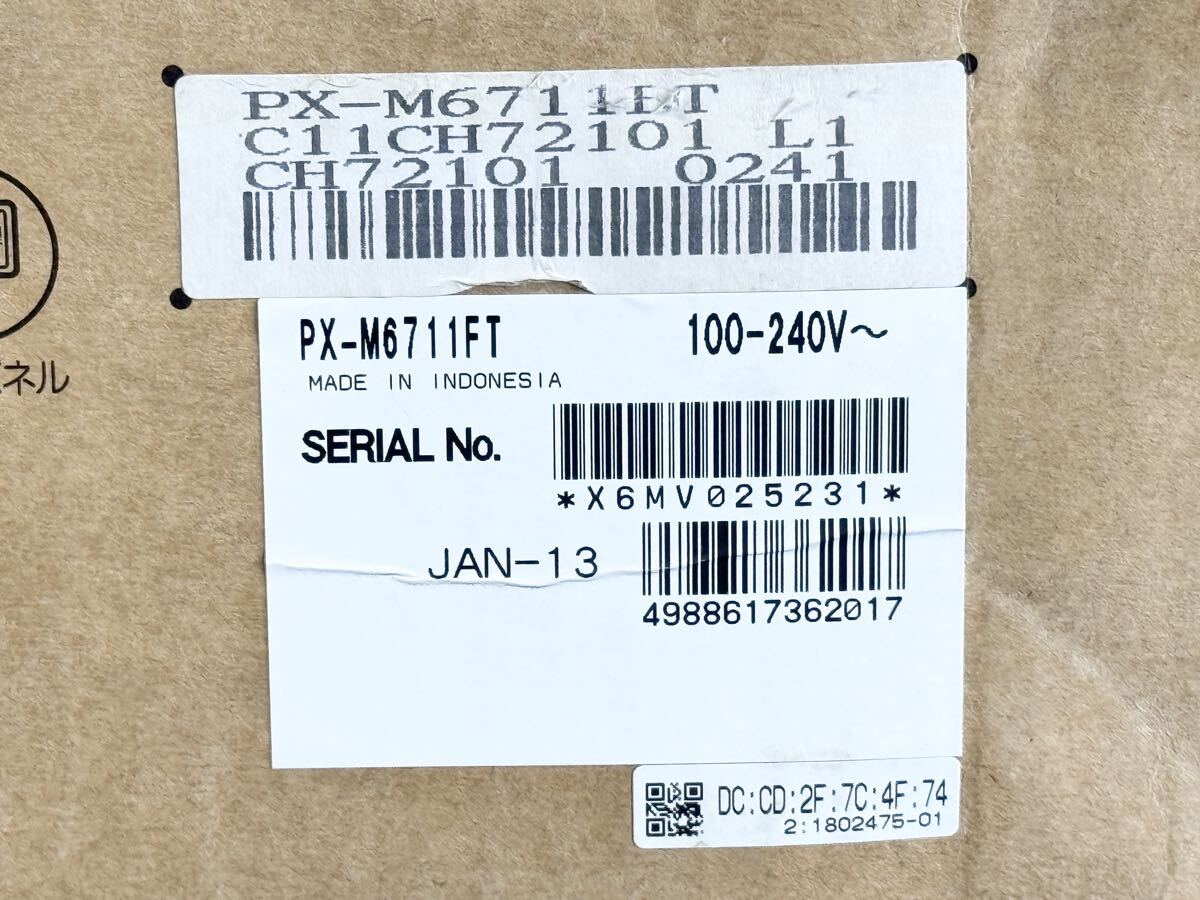 PX-M6711FT
C11CH72101 L1
CH72101 0241
PX-M6711FT 100-240V～
MADE IN INDONESIA
SERIAL No.
*X6MV025231*
JAN-13
4988617362017
DC:CD:2F:7C:4F:74
2:1802475-01
ネル